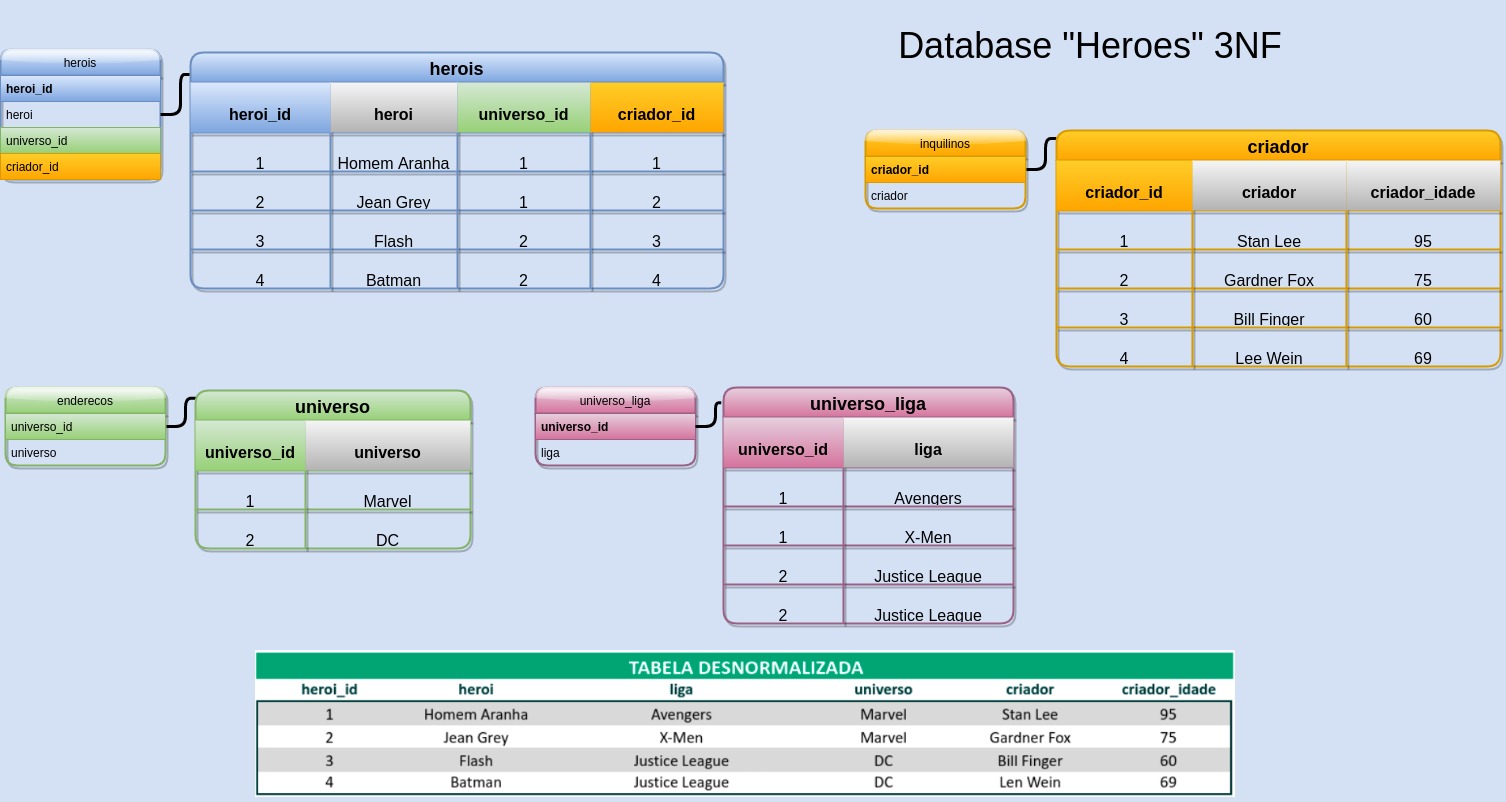 Database "Heroes" 3NF
herois
heroi_id
heroi
universo_id
criador_id
herois
heroi_id heroi universo_id criador_id
1 Homem Aranha 1 1
2 Jean Grey 1 2
3 Flash 2 3
4 Batman 2 4
inquilinos
criador_id
criador
criador
criador_id criador criador_idade
1 Stan Lee 95
2 Gardner Fox 75
3 Bill Finger 60
4 Lee Wein 69
enderecos
universo_id
universo
universo
universo_id universo
1 Marvel
2 DC
universo_liga
universo_id
liga
universo_liga
universo_id liga
1 Avengers
1 X-Men
2 Justice League
2 Justice League
TABELA DESNORMALIZADA
heroi_id heroi liga universo criador criador_idade
1 Homem Aranha Avengers Marvel Stan Lee 95
2 Jean Grey X-Men Marvel Gardner Fox 75
3 Flash Justice League DC Bill Finger 60
4 Batman Justice League DC Len Wein 69